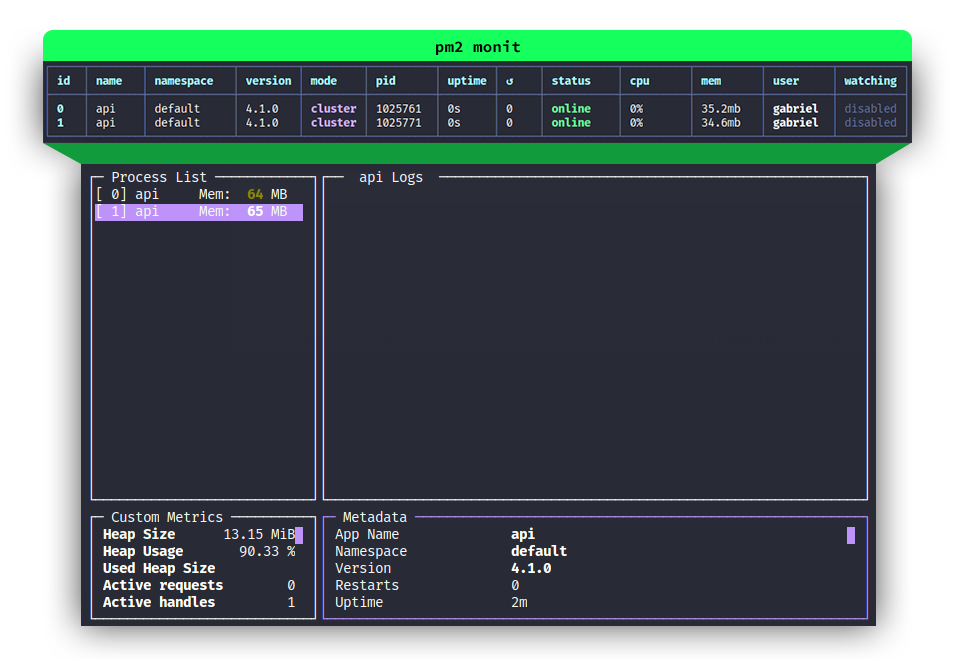 pm2 monit
id name namespace version mode pid uptime ↺ status cpu mem user watching
0 api default 4.1.0 cluster 1025761 0s 0 online 0% 35.2mb gabriel disabled
1 api default 4.1.0 cluster 1025771 0s 0 online 0% 34.6mb gabriel disabled
Process List
[ 0] api Mem: 64 MB
[ 1] api Mem: 65 MB
api Logs
Custom Metrics
Heap Size 13.15 MiB
Heap Usage 90.33 %
Used Heap Size
Active requests 0
Active handles 1
Metadata
App Name api
Namespace default
Version 4.1.0
Restarts 0
Uptime 2m